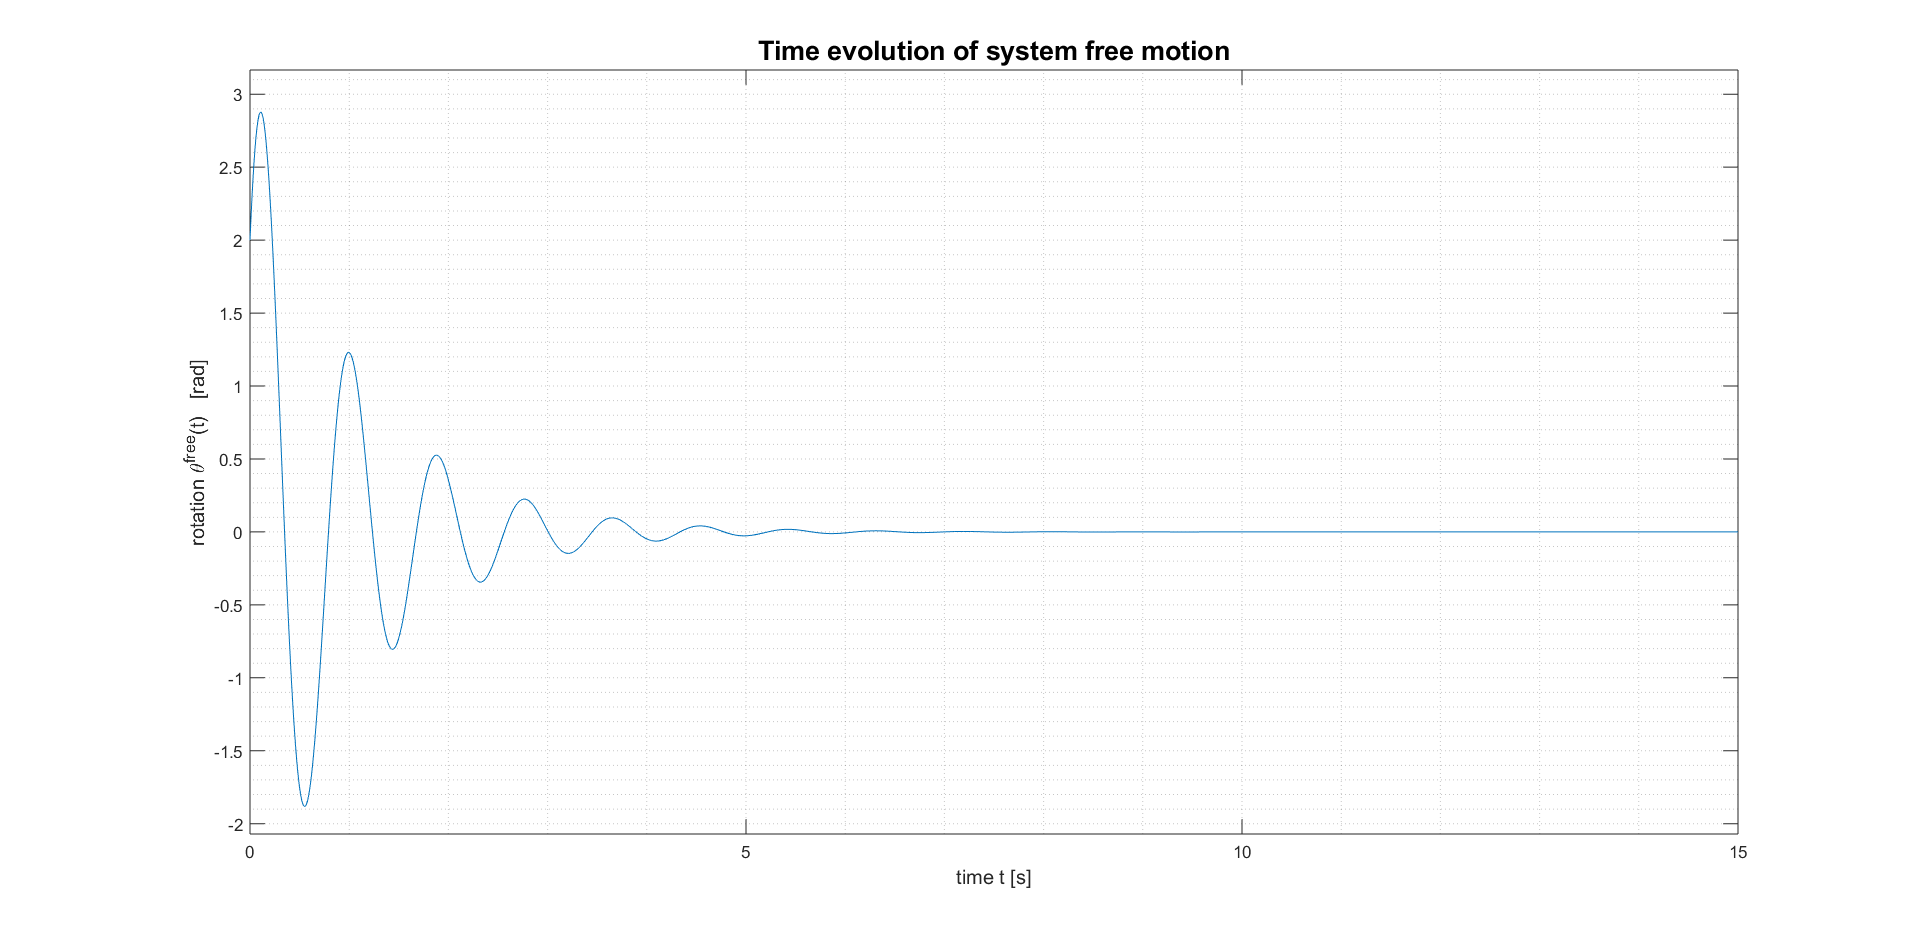 Time evolution of system free motion
rotation θ^free(t) [rad]
3
2.5
2
1.5
1
0.5
0
-0.5
-1
-1.5
-2
0 5 10 15
time t [s]